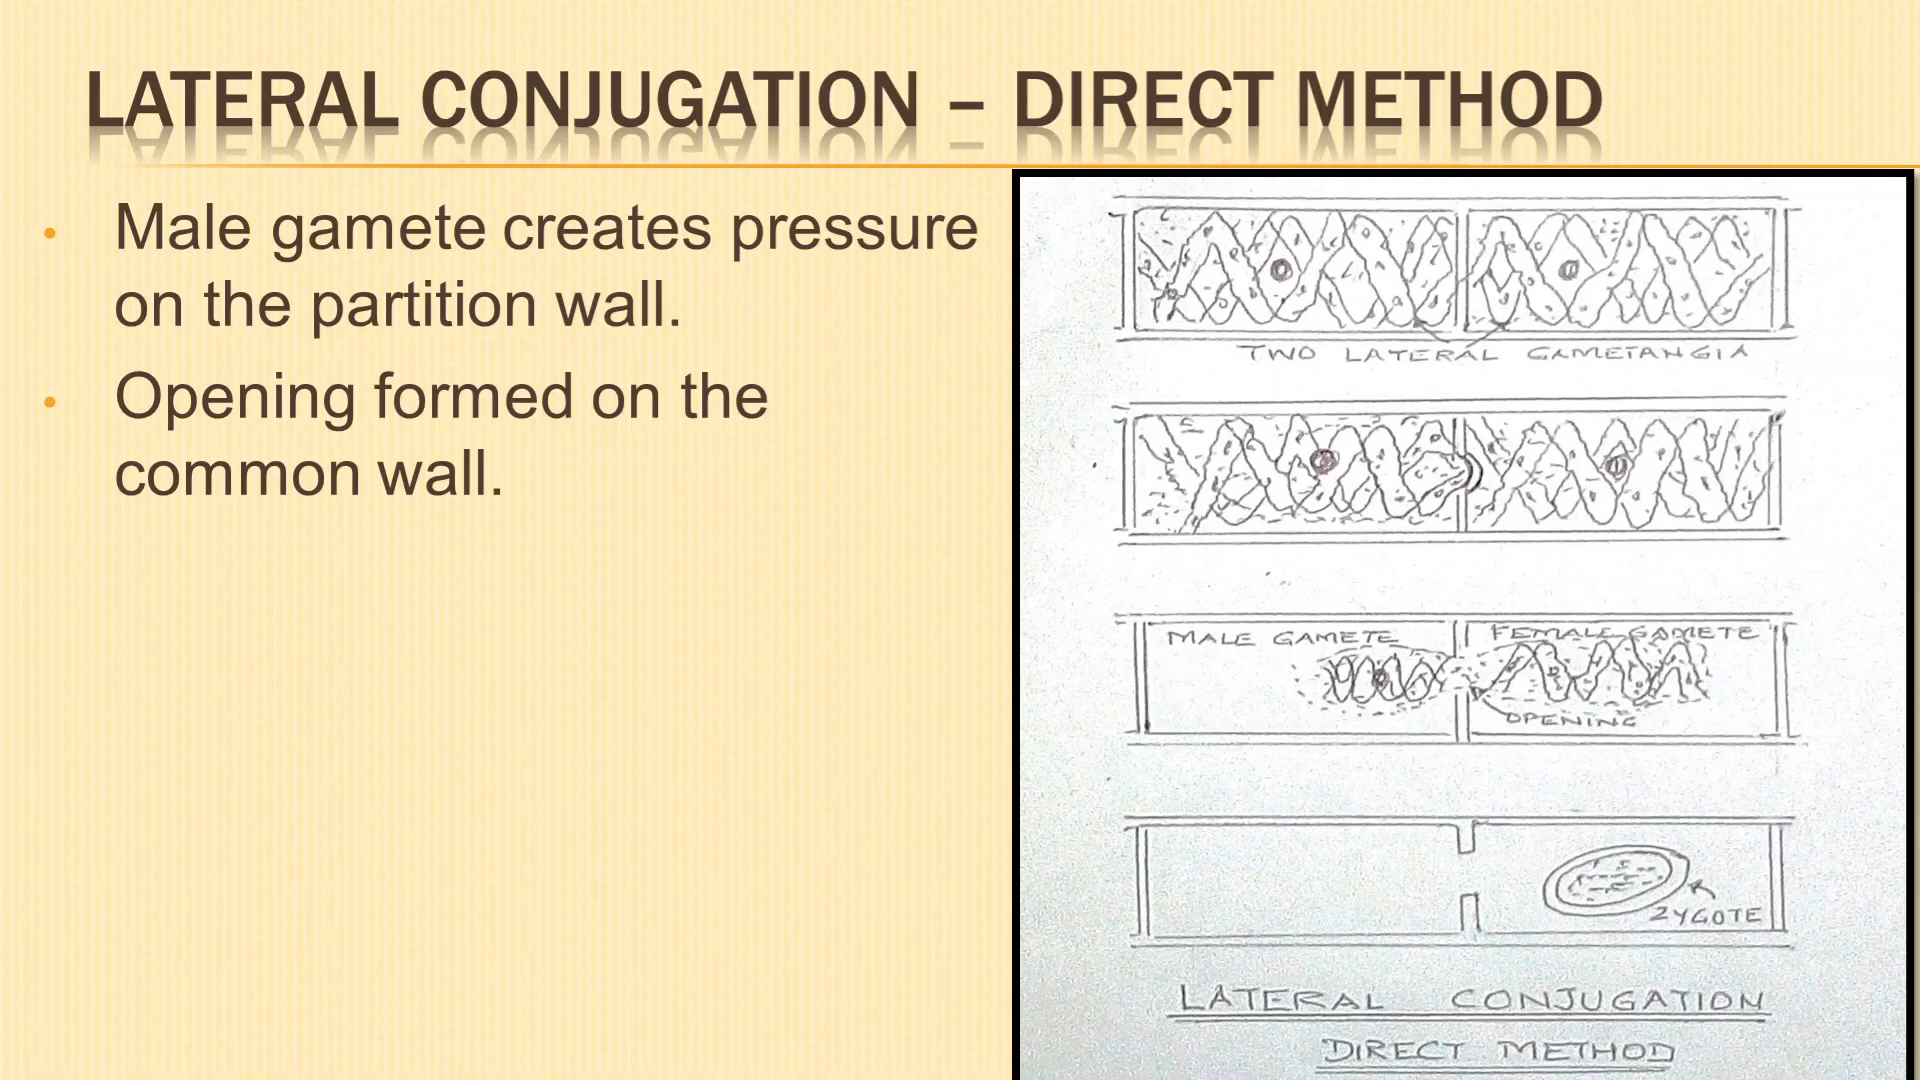 LATERAL CONJUGATION – DIRECT METHOD
• Male gamete creates pressure
on the partition wall.
• Opening formed on the
common wall.
TWO LATERAL GAMETANGIA
MALE GAMETE
FEMALE GAMETE
OPENING
ZYGOTE
LATERAL CONJUGATION
DIRECT METHOD